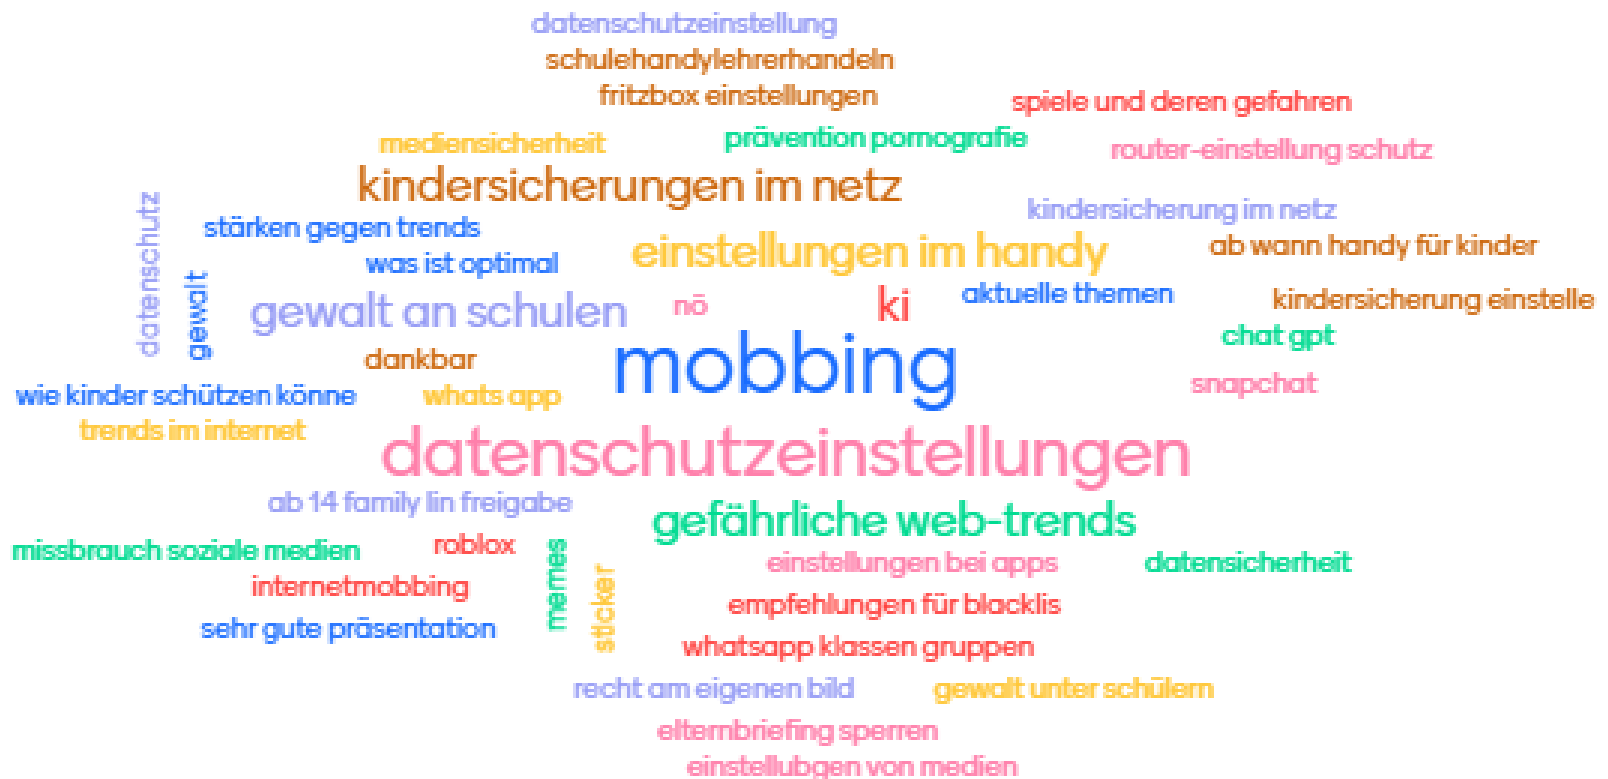 datenschutzeinstellung
schulehandylehrerhandeln
fritzbox einstellungen
spiele und deren gefahren
mediensicherheit
prävention pornografie
router-einstellung schutz
kindersicherungen im netz
datenschutz
kindersicherung im netz
stärken gegen trends
einstellungen im handy
ab wann handy für kinder
was ist optimal
gewalt
gewalt an schulen
nö
ki
aktuelle themen
kindersicherung einstelle
chat gpt
mobbing
dankbar
snapchat
wie kinder schützen könne
whats app
trends im internet
datenschutzeinstellungen
ab 14 family lin freigabe
gefährliche web-trends
missbrauch soziale medien
roblox
memes
einstellungen bei apps
datensicherheit
internetmobbing
sticker
empfehlungen für blacklis
sehr gute präsentation
whatsapp klassen gruppen
recht am eigenen bild
gewalt unter schülern
elternbriefing sperren
einstellubgen von medien